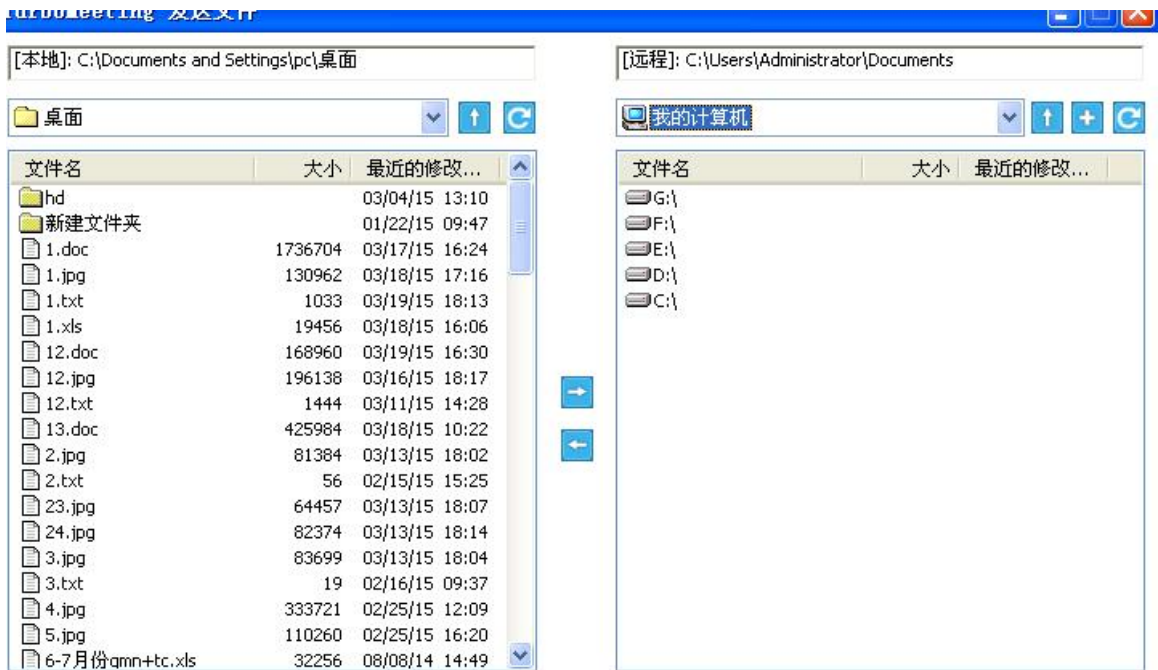 TurboMeeting 发送文件
[本地]: C:\Documents and Settings\pc\桌面
桌面
文件名 大小 最近的修改...
hd 03/04/15 13:10
新建文件夹 01/22/15 09:47
1.doc 1736704 03/17/15 16:24
1.jpg 130962 03/18/15 17:16
1.txt 1033 03/19/15 18:13
1.xls 19456 03/18/15 16:06
12.doc 168960 03/19/15 16:30
12.jpg 196138 03/16/15 18:17
12.txt 1444 03/11/15 14:28
13.doc 425984 03/18/15 10:22
2.jpg 81384 03/13/15 18:02
2.txt 56 02/15/15 15:25
23.jpg 64457 03/13/15 18:07
24.jpg 82374 03/13/15 18:14
3.jpg 83699 03/13/15 18:04
3.txt 19 02/16/15 09:37
4.jpg 333721 02/25/15 12:09
5.jpg 110260 02/25/15 16:20
6-7月份qmn+tc.xls 32256 08/08/14 14:49
[远程]: C:\Users\Administrator\Documents
我的计算机
文件名 大小 最近的修改...
G:\
F:\
E:\
D:\
C:\